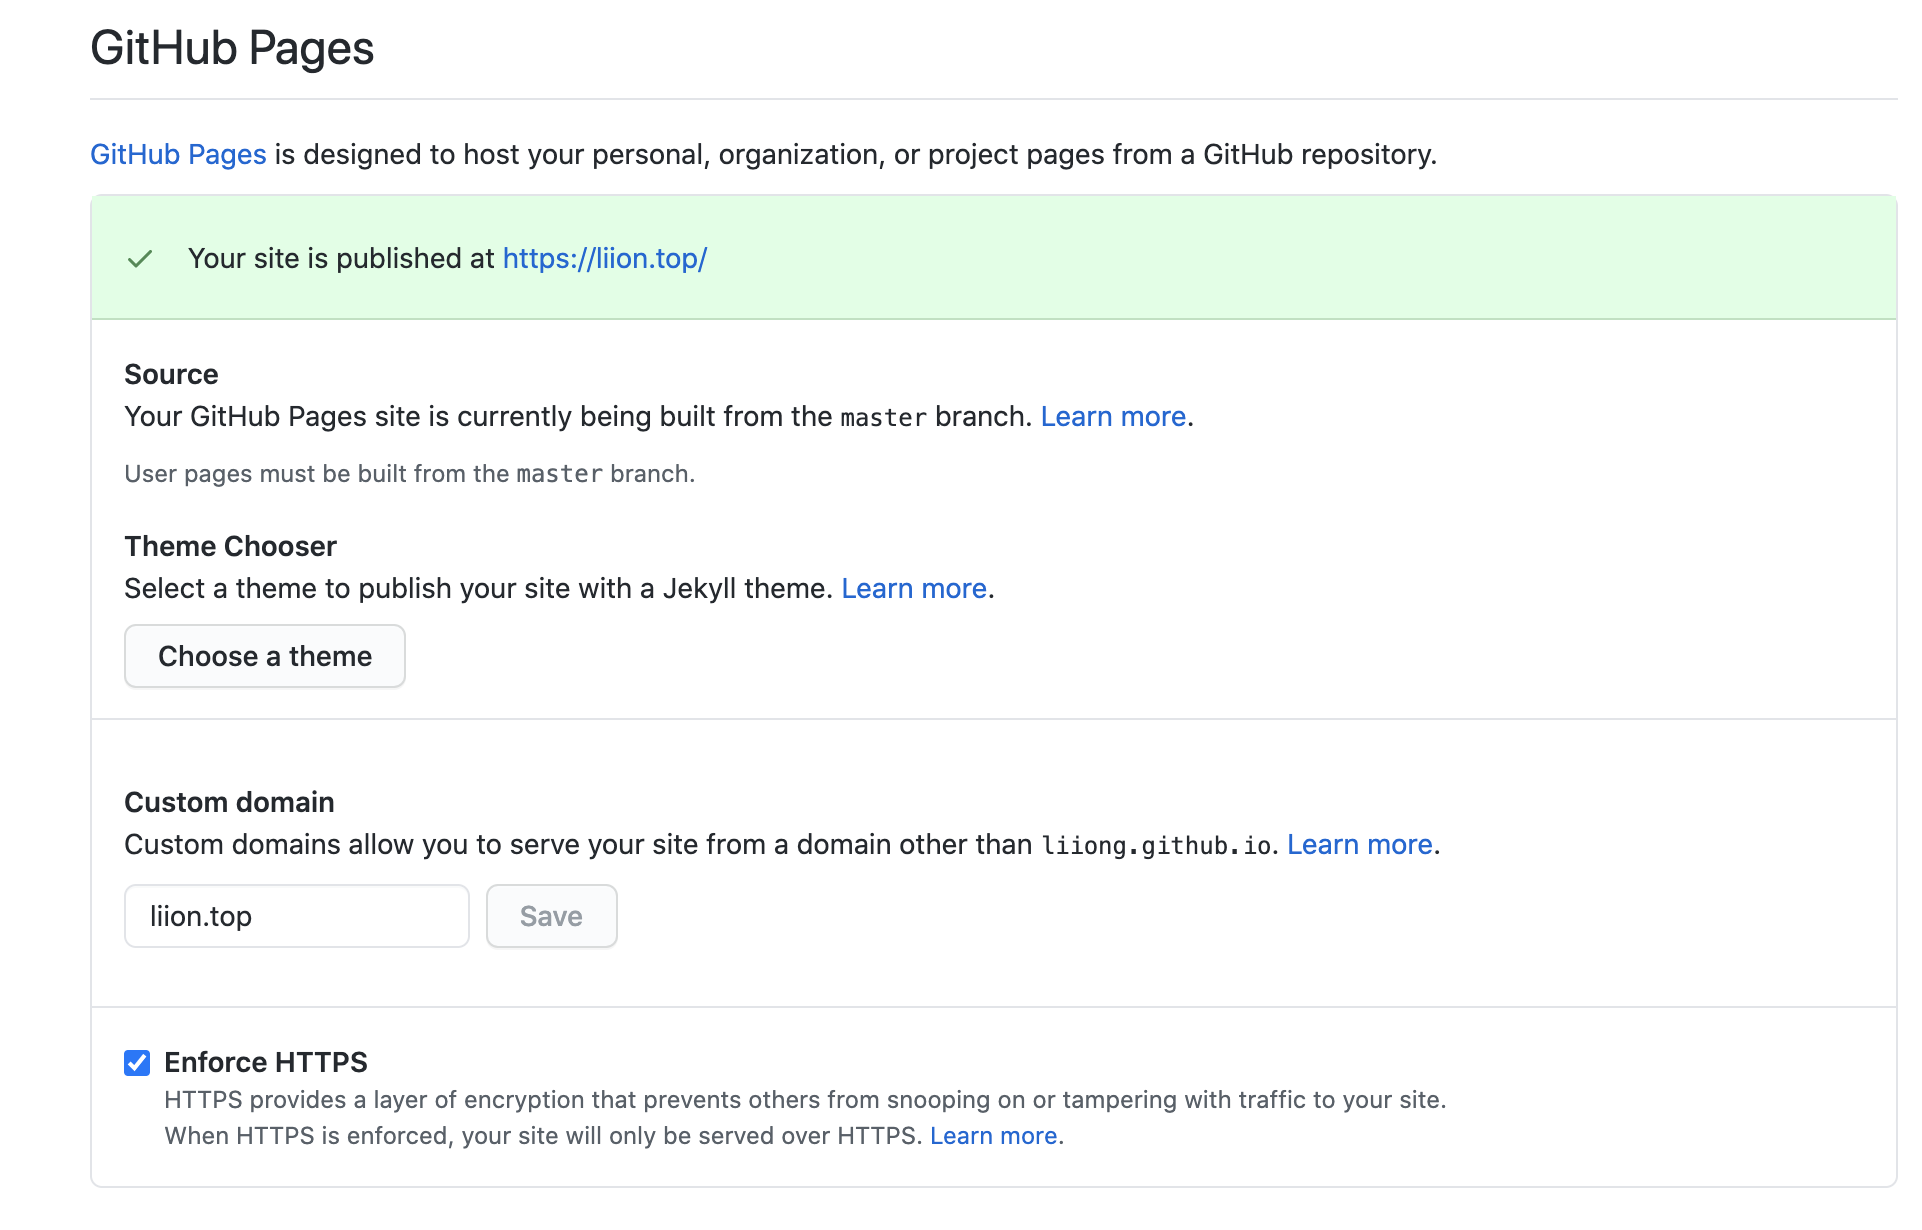 GitHub Pages
GitHub Pages is designed to host your personal, organization, or project pages from a GitHub repository.
Your site is published at https://liion.top/
Source
Your GitHub Pages site is currently being built from the master branch. Learn more.
User pages must be built from the master branch.
Theme Chooser
Select a theme to publish your site with a Jekyll theme. Learn more.
Choose a theme
Custom domain
Custom domains allow you to serve your site from a domain other than liiong.github.io. Learn more.
liion.top Save
Enforce HTTPS
HTTPS provides a layer of encryption that prevents others from snooping on or tampering with traffic to your site.
When HTTPS is enforced, your site will only be served over HTTPS. Learn more.